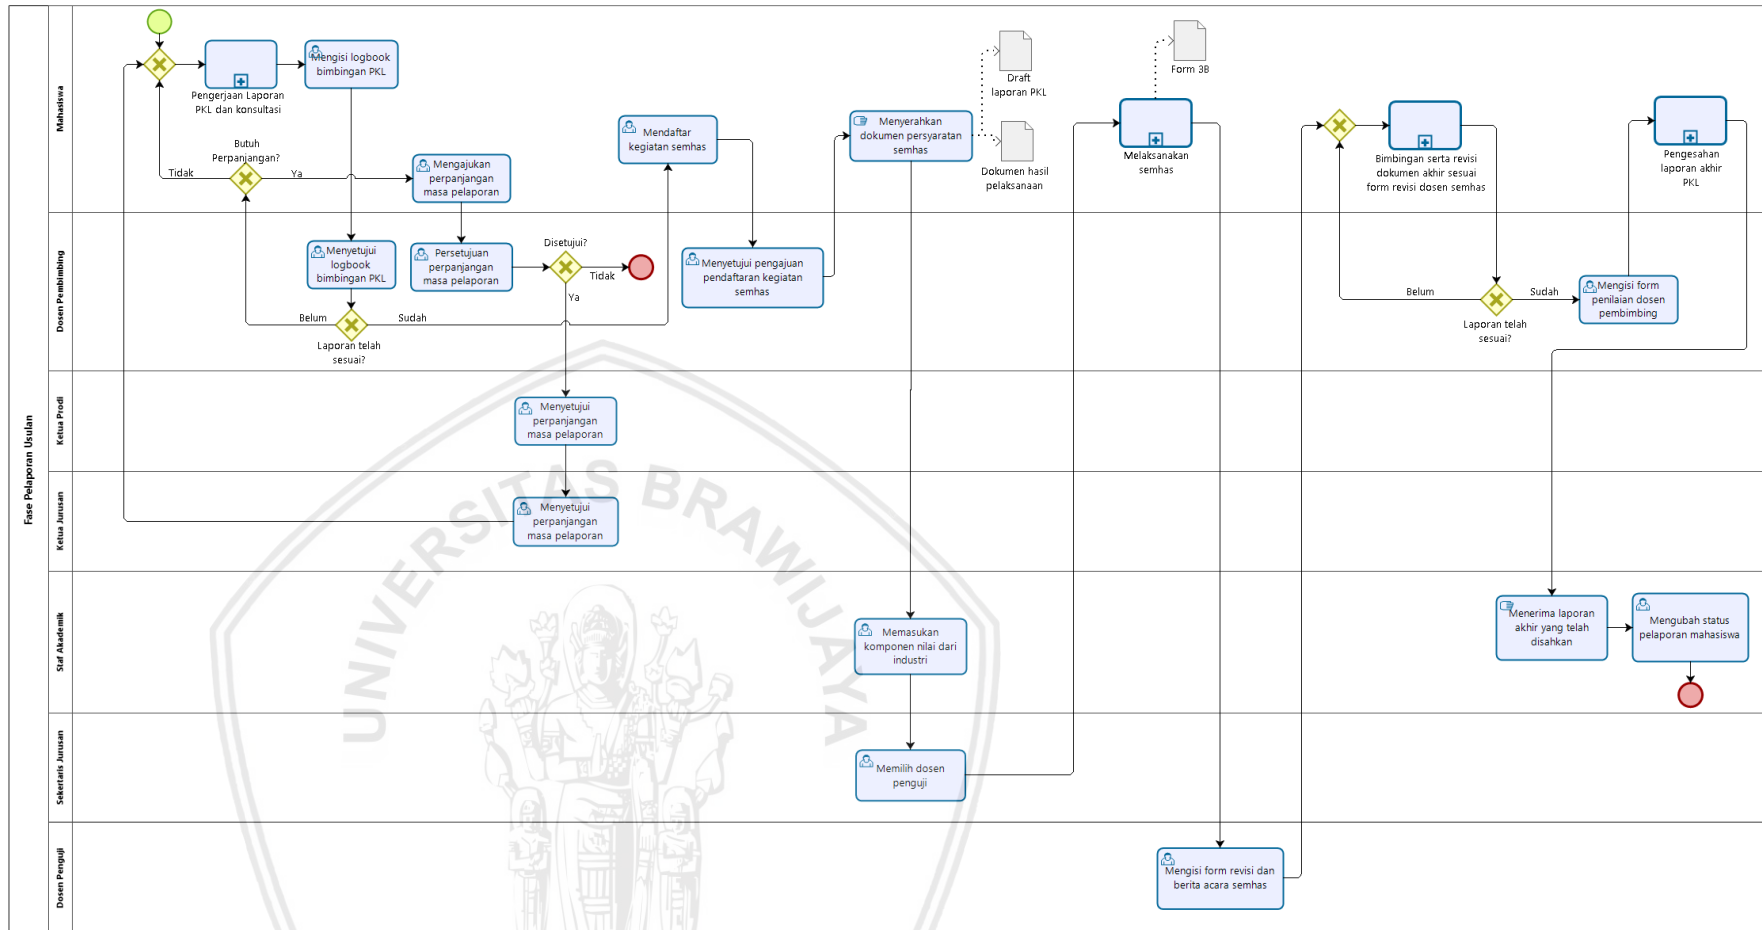 Fase Pelaporan Usulan
Mahasiswa
Mengisi logbook
bimbingan PKL
Pengerjaan Laporan
PKL dan konsultasi
Butuh
Perpanjangan?
Tidak
Ya
Mengajukan
perpanjangan
masa pelaporan
Mendaftar
kegiatan semhas
Menyerahkan
dokumen persyaratan
semhas
Draft
laporan PKL
Dokumen hasil
pelaksanaan
Form 3B
Melaksanakan
semhas
Bimbingan serta revisi
dokumen akhir sesuai
form revisi dosen semhas
Pengesahan
laporan akhir
PKL
Dosen Pembimbing
Menyetujui
logbook
bimbingan PKL
Belum
Sudah
Laporan telah
sesuai?
Persetujuan
perpanjangan
masa pelaporan
Disetujui?
Tidak
Ya
Menyetujui pengajuan
pendaftaran kegiatan
semhas
Belum
Sudah
Laporan telah
sesuai?
Mengisi form
penilaian dosen
pembimbing
Ketua Prodi
Menyetujui
perpanjangan
masa pelaporan
Ketua Jurusan
Menyetujui
perpanjangan
masa pelaporan
Staf Akademik
Memasukan
komponen nilai dari
industri
Menerima laporan
akhir yang telah
disahkan
Mengubah status
pelaporan mahasiswa
Sekertaris Jurusan
Memilih dosen
penguji
Dosen Penguji
Mengisi form revisi dan
berita acara semhas
UNIVERSITAS BRAWIJAYA